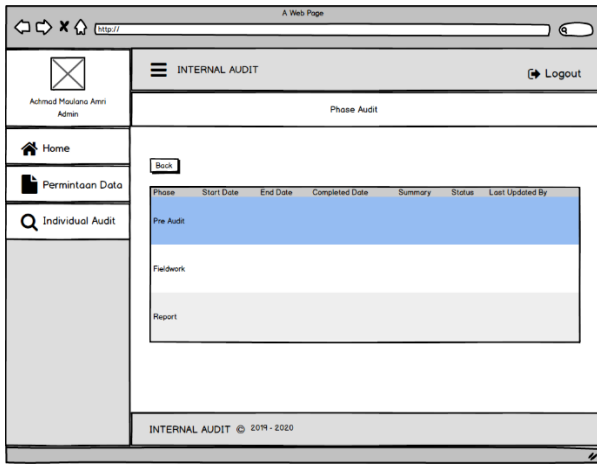 A Web Page
http://
INTERNAL AUDIT
Logout
Achmad Maulana Amri
Admin
Phase Audit
Home
Permintaan Data
Individual Audit
Back
Phase Start Date End Date Completed Date Summary Status Last Updated By
Pre Audit
Fieldwork
Report
INTERNAL AUDIT © 2019 - 2020